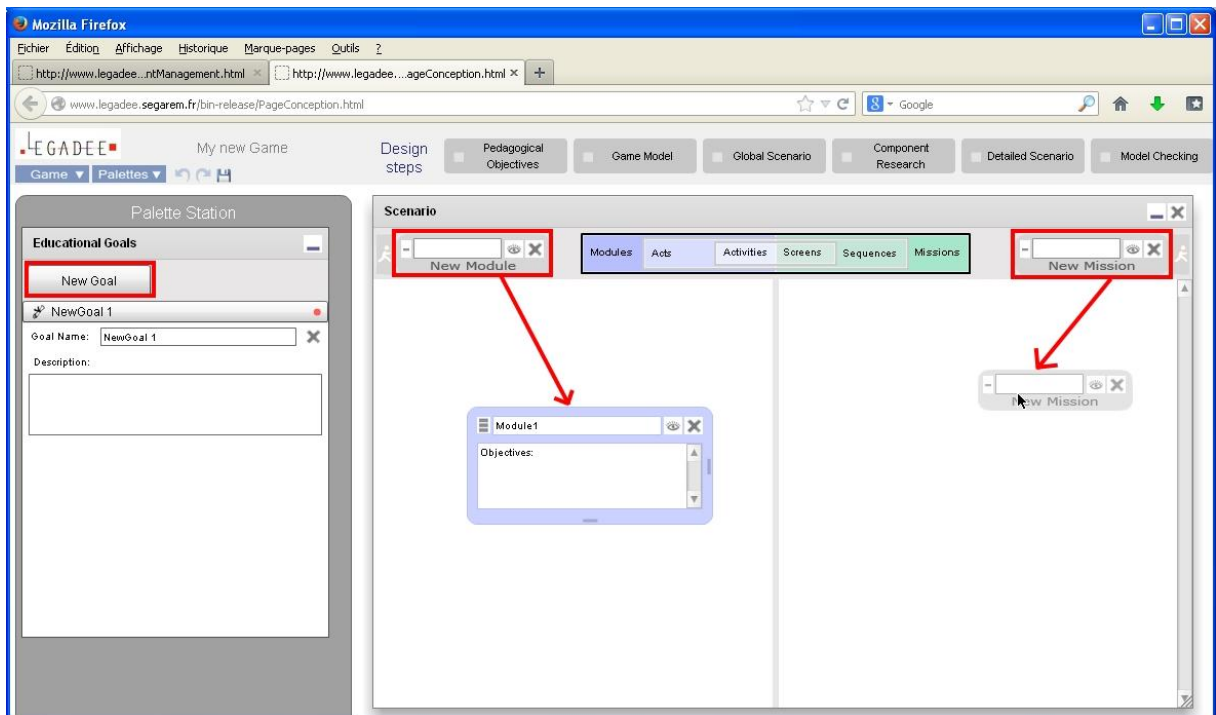 Mozilla Firefox
Fichier Édition Affichage Historique Marque-pages Outils ?
http://www.legadee...ntManagement.html × http://www.legadee....ageConception.html × +
www.legadee.segarem.fr/bin-release/PageConception.html 8 Google
LEGADEE My new Game Design steps Pedagogical Objectives Game Model Global Scenario Component Research Detailed Scenario Model Checking
Game Palettes
Palette Station Scenario
Educational Goals Modules Acts Activities Screens Sequences Missions
New Module New Mission
New Goal
NewGoal 1
Goal Name: NewGoal 1
Description:
New Mission
Module1
Objectives: